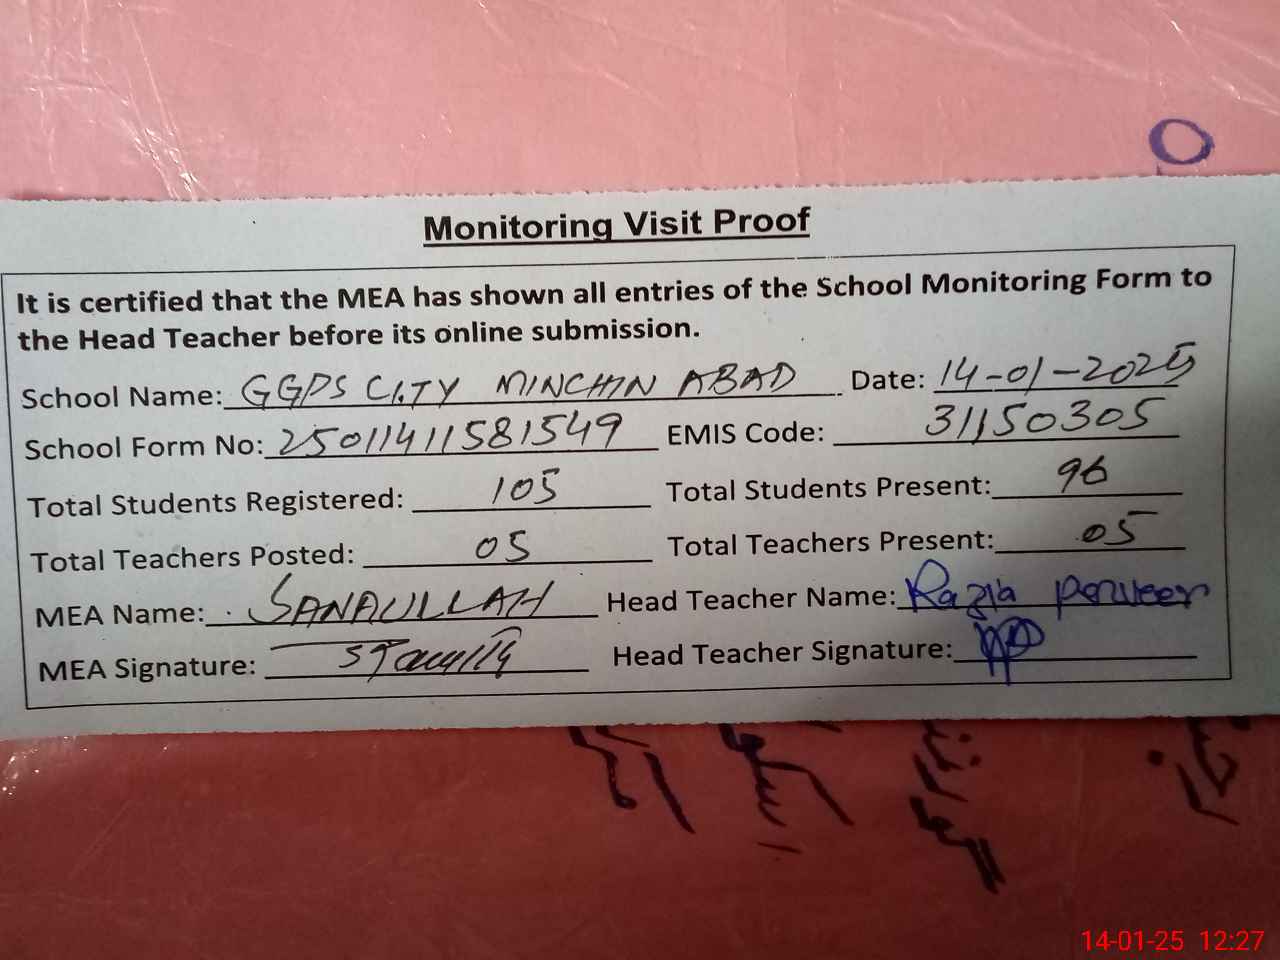 Monitoring Visit Proof
It is certified that the MEA has shown all entries of the School Monitoring Form to
the Head Teacher before its online submission.
School Name: GGPS CITY MINCHIN ABAD Date: 14-01-2025
School Form No: 25011411581549 EMIS Code: 31150305
Total Students Registered: 105 Total Students Present: 96
Total Teachers Posted: 05 Total Teachers Present: 05
MEA Name: SANAULLAH Head Teacher Name: Razia Perveen
MEA Signature: Head Teacher Signature:
14-01-25 12:27